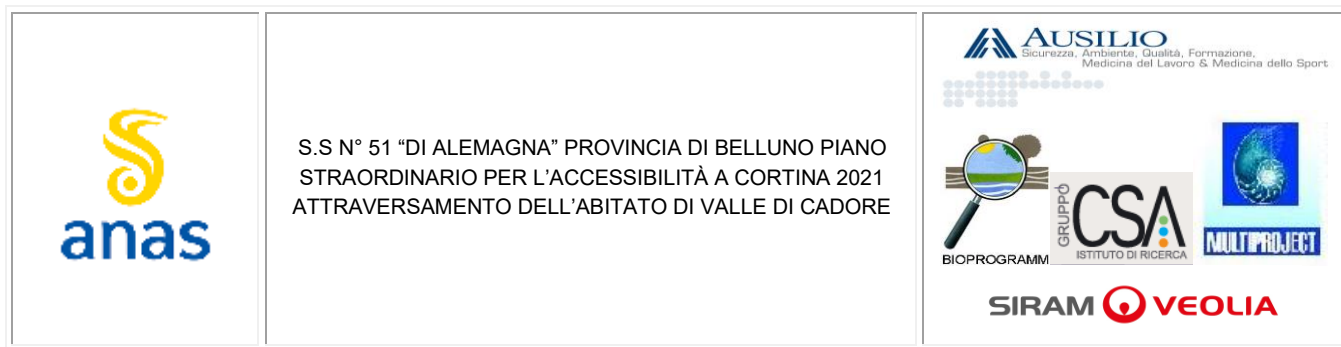 anas
S.S N° 51 “DI ALEMAGNA” PROVINCIA DI BELLUNO PIANO
STRAORDINARIO PER L’ACCESSIBILITÀ A CORTINA 2021
ATTRAVERSAMENTO DELL’ABITATO DI VALLE DI CADORE
AUSILIO
Sicurezza, Ambiente, Qualità, Formazione,
Medicina del Lavoro & Medicina dello Sport
BIOPROGRAMM
GRUPPO
CSA
ISTITUTO DI RICERCA
MULTIPROJECT
SIRAM VEOLIA